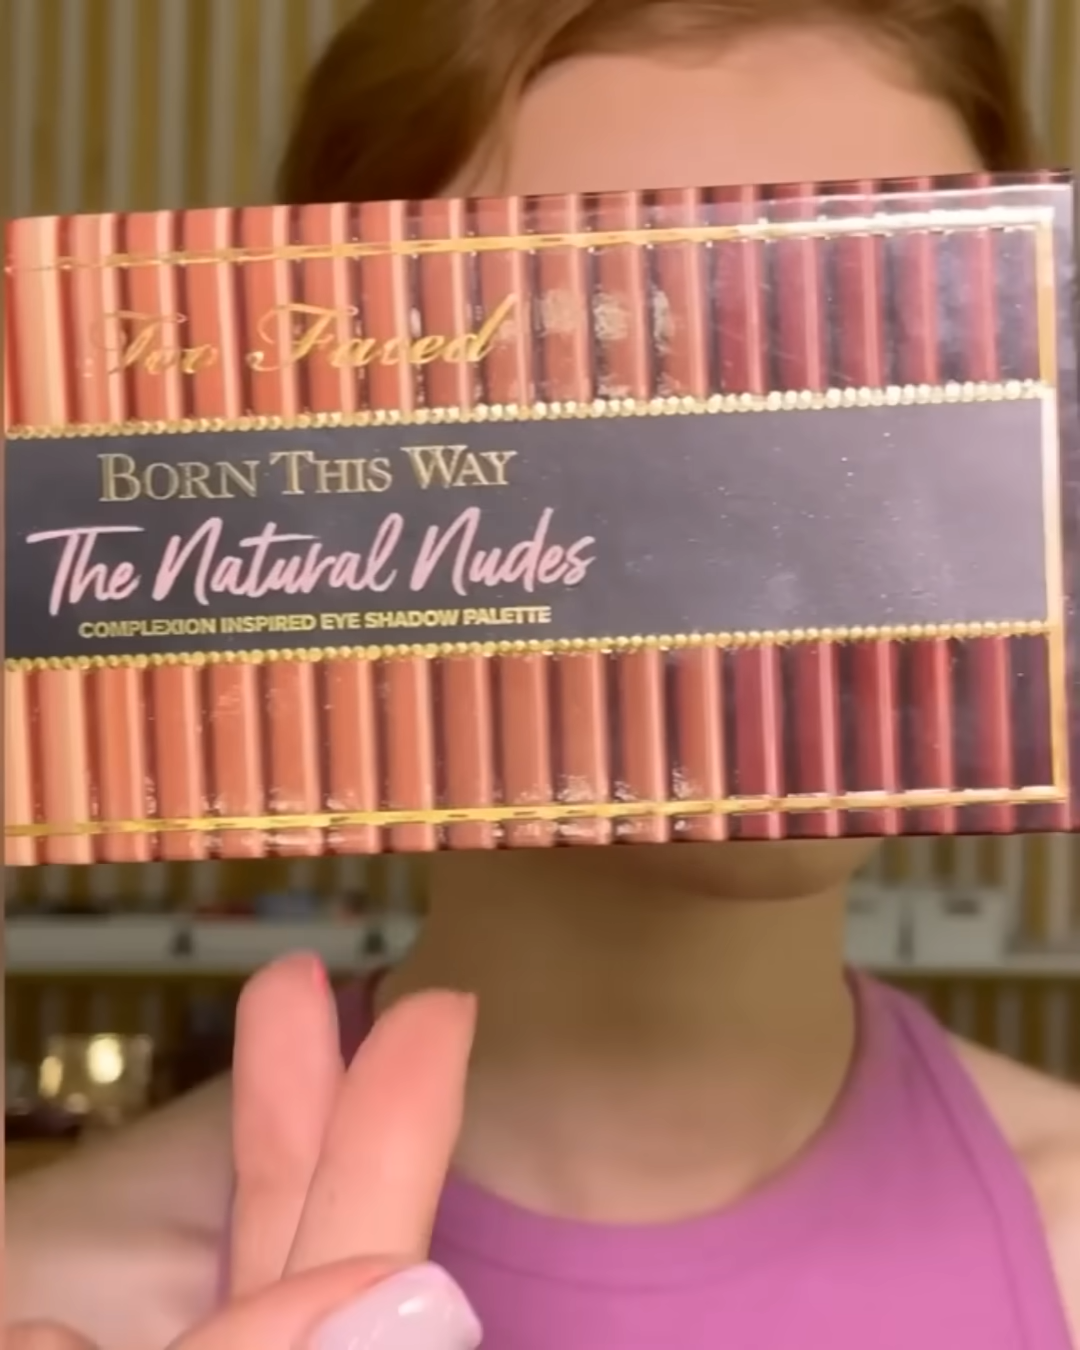 Too Faced
BORN THIS WAY
The Natural Nudes
COMPLEXION INSPIRED EYE SHADOW PALETTE